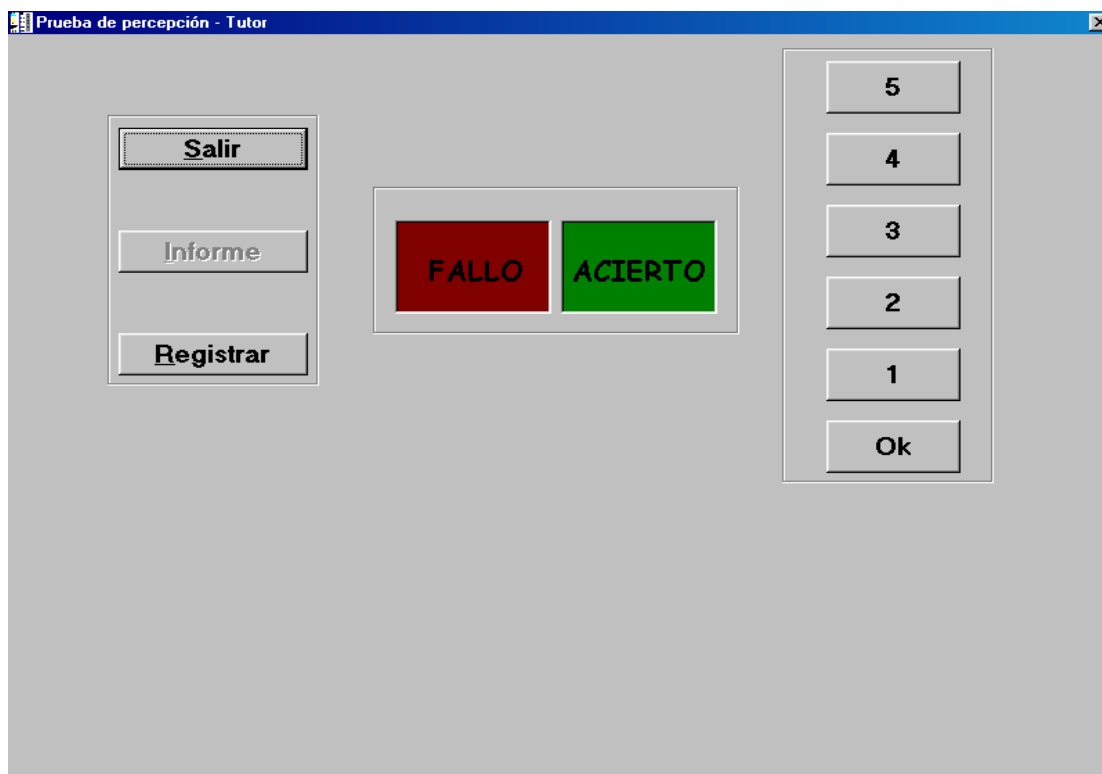 Prueba de percepción - Tutor
Salir
Informe
Registrar
FALLO
ACIERTO
5
4
3
2
1
Ok